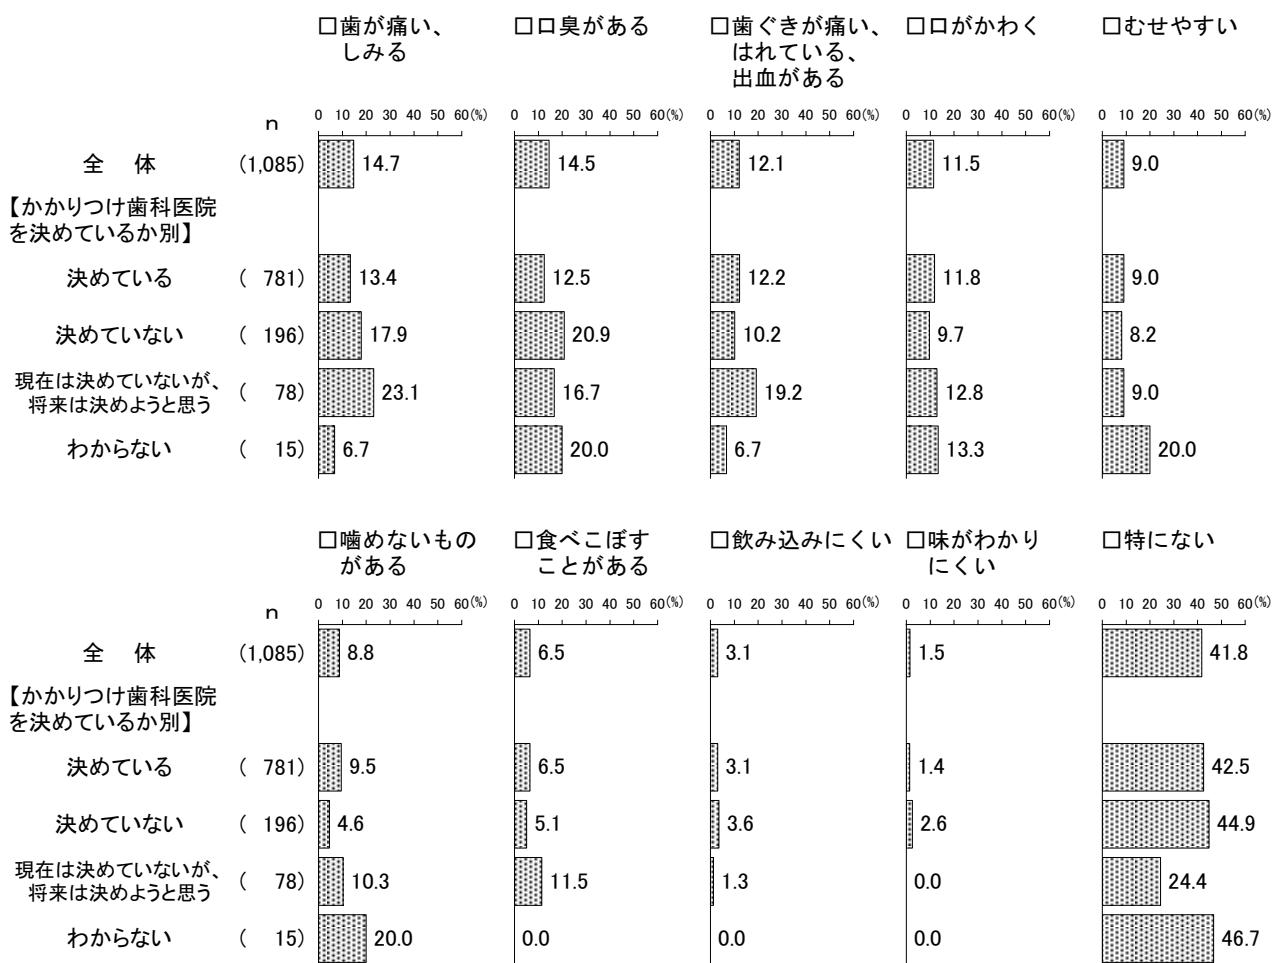 □歯が痛い、 □口臭がある □歯ぐきが痛い、 □口がかわく □むせやすい
しみる はれている、
出血がある
0 10 20 30 40 50 60(%) 0 10 20 30 40 50 60(%) 0 10 20 30 40 50 60(%) 0 10 20 30 40 50 60(%) 0 10 20 30 40 50 60(%)
n
全 体 (1,085) 14.7 14.5 12.1 11.5 9.0
【かかりつけ歯科医院
を決めているか別】
決めている ( 781) 13.4 12.5 12.2 11.8 9.0
決めていない ( 196) 17.9 20.9 10.2 9.7 8.2
現在は決めていないが、
将来は決めようと思う ( 78) 23.1 16.7 19.2 12.8 9.0
わからない ( 15) 6.7 20.0 6.7 13.3 20.0
□噛めないもの □食べこぼす □飲み込みにくい □味がわかり □特にない
がある ことがある にくい
0 10 20 30 40 50 60(%) 0 10 20 30 40 50 60(%) 0 10 20 30 40 50 60(%) 0 10 20 30 40 50 60(%) 0 10 20 30 40 50 60(%)
n
全 体 (1,085) 8.8 6.5 3.1 1.5 41.8
【かかりつけ歯科医院
を決めているか別】
決めている ( 781) 9.5 6.5 3.1 1.4 42.5
決めていない ( 196) 4.6 5.1 3.6 2.6 44.9
現在は決めていないが、
将来は決めようと思う ( 78) 10.3 11.5 1.3 0.0 24.4
わからない ( 15) 20.0 0.0 0.0 0.0 46.7